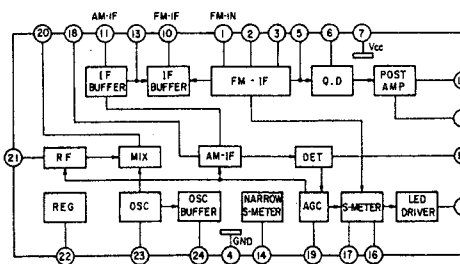 AM-IF FM-IF FM-IN
20 18 11 13 10 1 2 3 5 6 7
Vcc
IF BUFFER
IF BUFFER
FM-IF
Q.D
POST AMP
21
RF
MIX
AM-IF
DET
REG
OSC
OSC BUFFER
NARROW S-METER
AGC
S-METER
LED DRIVER
GND
22 23 24 4 14 19 17 16